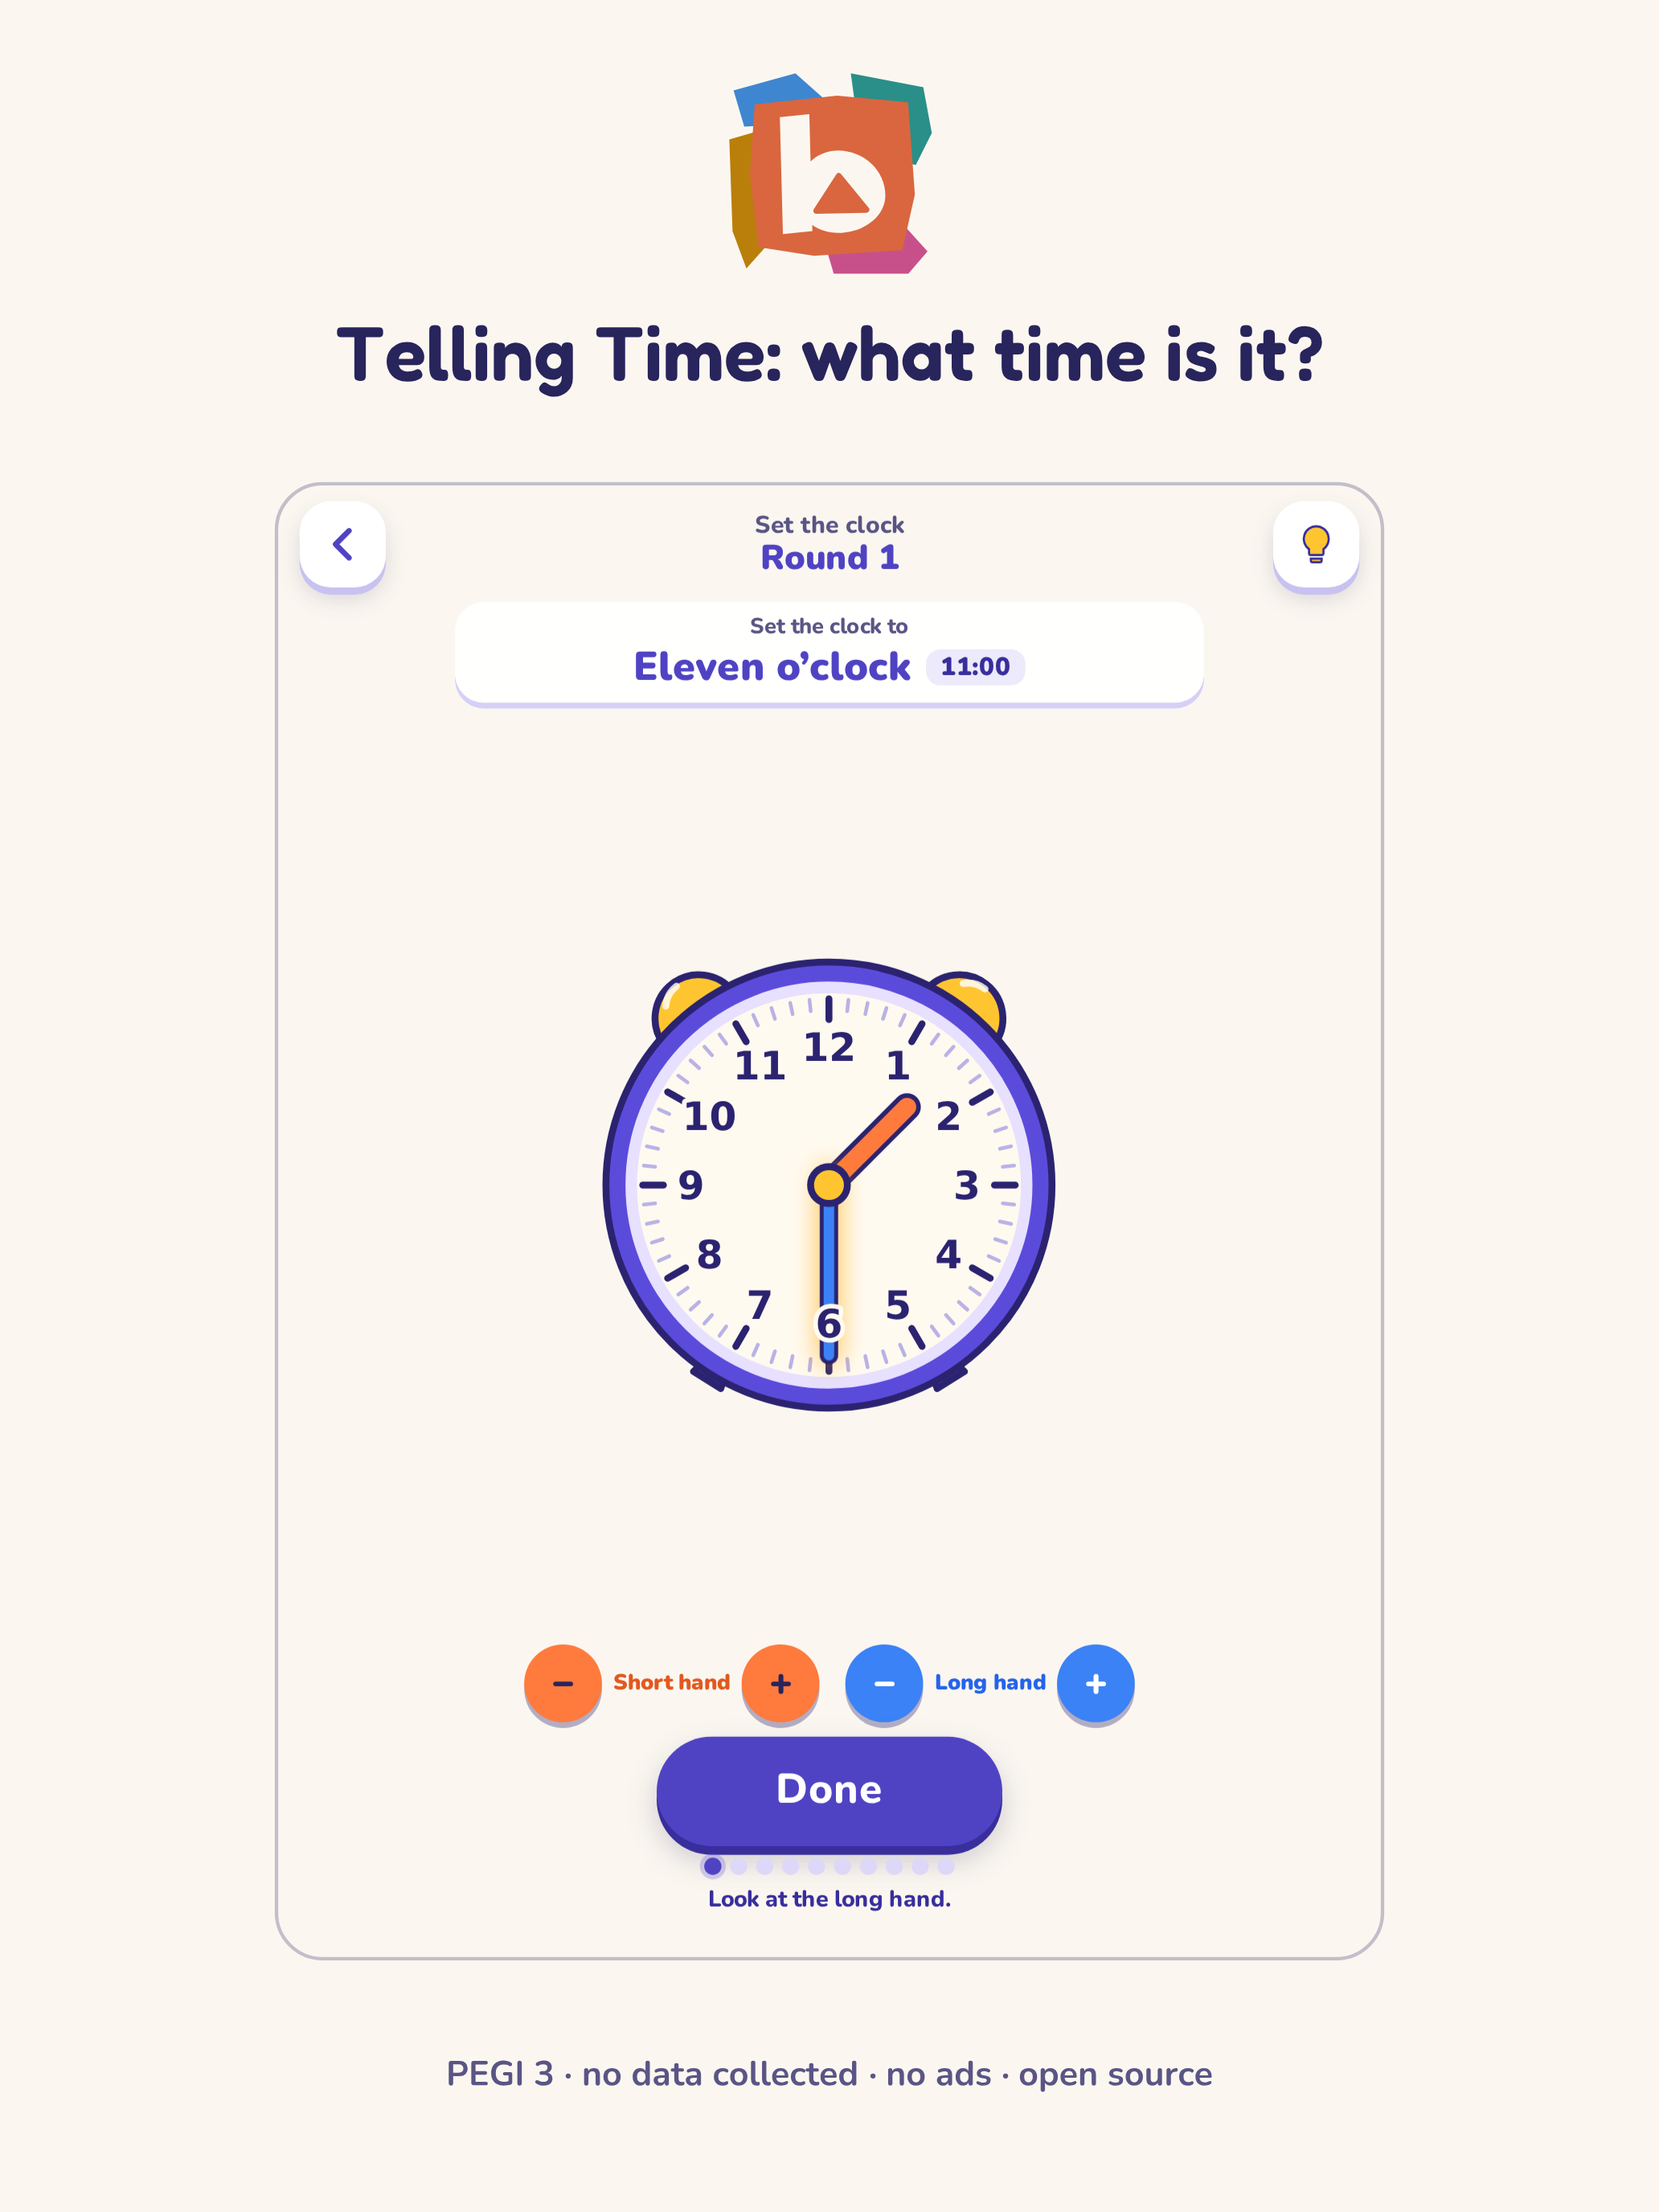 b
Telling Time: what time is it?
Set the clock
Round 1
Set the clock to
Eleven o’clock 11:00
12
11 1
10 2
9 3
8 4
7 5
6
− Short hand + − Long hand +
Done
Look at the long hand.
PEGI 3 · no data collected · no ads · open source